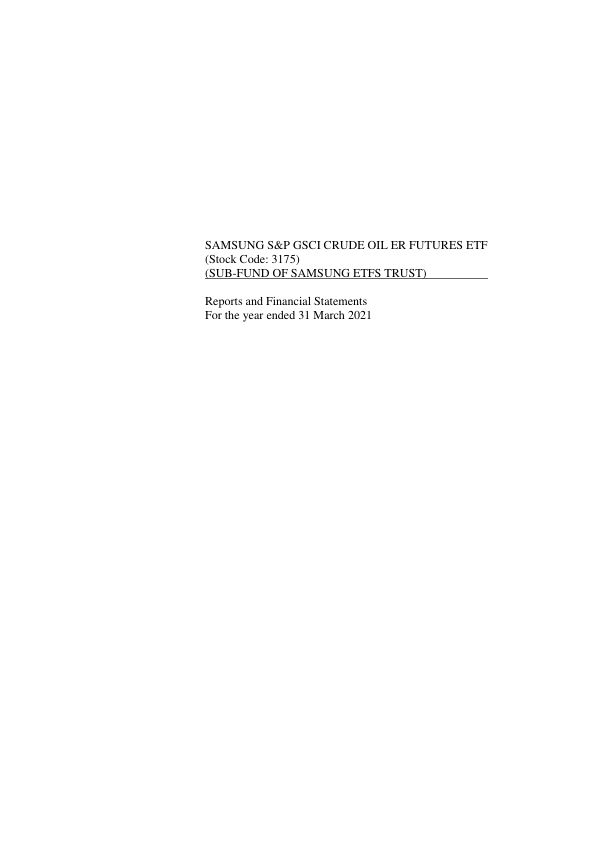 SAMSUNG S&P GSCI CRUDE OIL ER FUTURES ETF
(Stock Code: 3175)
(SUB-FUND OF SAMSUNG ETFS TRUST)
Reports and Financial Statements
For the year ended 31 March 2021